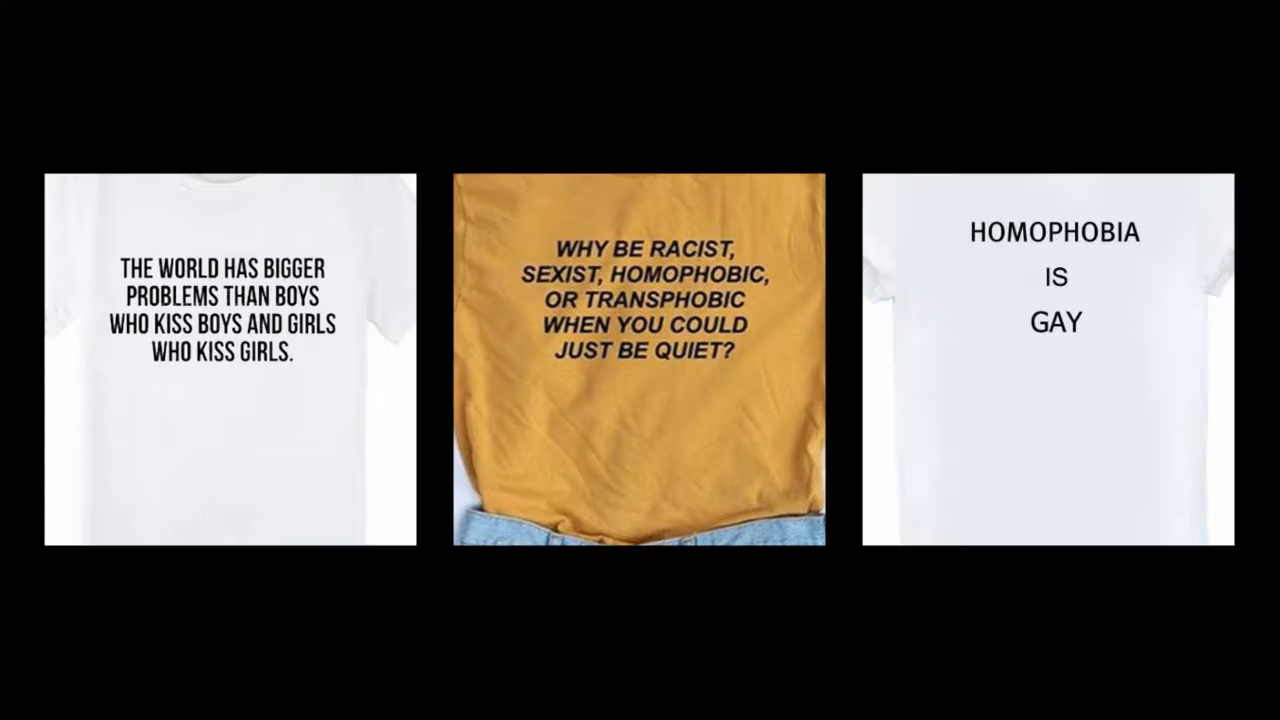 THE WORLD HAS BIGGER
PROBLEMS THAN BOYS
WHO KISS BOYS AND GIRLS
WHO KISS GIRLS.
WHY BE RACIST,
SEXIST, HOMOPHOBIC,
OR TRANSPHOBIC
WHEN YOU COULD
JUST BE QUIET?
HOMOPHOBIA
IS
GAY